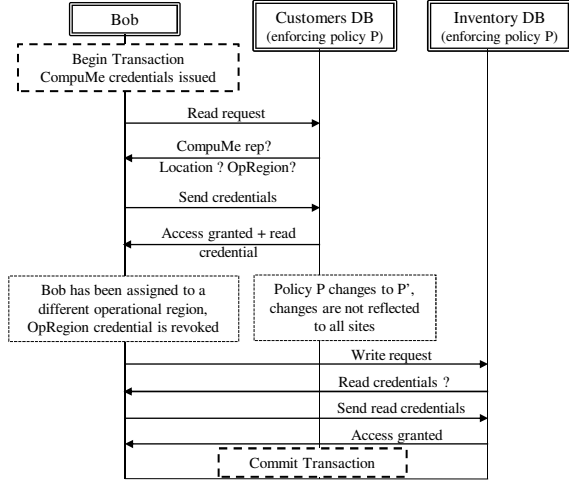 Bob
Customers DB
(enforcing policy P)
Inventory DB
(enforcing policy P)
Begin Transaction
CompuMe credentials issued
Read request
CompuMe rep?
Location ? OpRegion?
Send credentials
Access granted + read
credential
Bob has been assigned to a
different operational region,
OpRegion credential is revoked
Policy P changes to P’,
changes are not reflected
to all sites
Write request
Read credentials ?
Send read credentials
Access granted
Commit Transaction